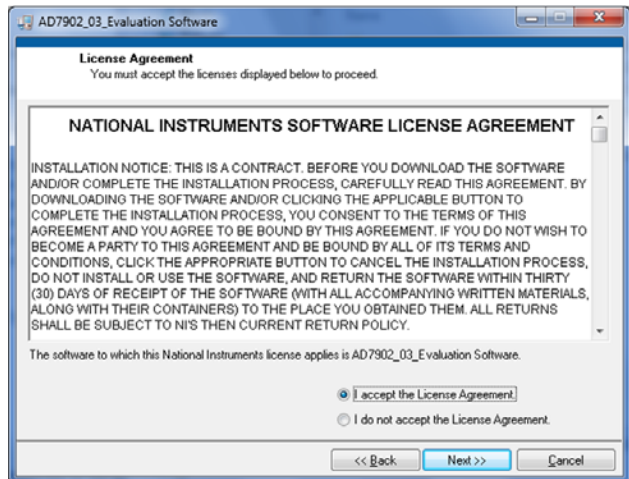 AD7902_03_Evaluation Software
License Agreement
You must accept the licenses displayed below to proceed.
NATIONAL INSTRUMENTS SOFTWARE LICENSE AGREEMENT
INSTALLATION NOTICE: THIS IS A CONTRACT. BEFORE YOU DOWNLOAD THE SOFTWARE
AND/OR COMPLETE THE INSTALLATION PROCESS, CAREFULLY READ THIS AGREEMENT. BY
DOWNLOADING THE SOFTWARE AND/OR CLICKING THE APPLICABLE BUTTON TO
COMPLETE THE INSTALLATION PROCESS, YOU CONSENT TO THE TERMS OF THIS
AGREEMENT AND YOU AGREE TO BE BOUND BY THIS AGREEMENT. IF YOU DO NOT WISH TO
BECOME A PARTY TO THIS AGREEMENT AND BE BOUND BY ALL OF ITS TERMS AND
CONDITIONS, CLICK THE APPROPRIATE BUTTON TO CANCEL THE INSTALLATION PROCESS,
DO NOT INSTALL OR USE THE SOFTWARE, AND RETURN THE SOFTWARE WITHIN THIRTY
(30) DAYS OF RECEIPT OF THE SOFTWARE (WITH ALL ACCOMPANYING WRITTEN MATERIALS,
ALONG WITH THEIR CONTAINERS) TO THE PLACE YOU OBTAINED THEM. ALL RETURNS
SHALL BE SUBJECT TO NI'S THEN CURRENT RETURN POLICY.
The software to which this National Instruments license applies is AD7902_03_Evaluation Software.
I accept the License Agreement.
I do not accept the License Agreement.
<< Back Next >> Cancel